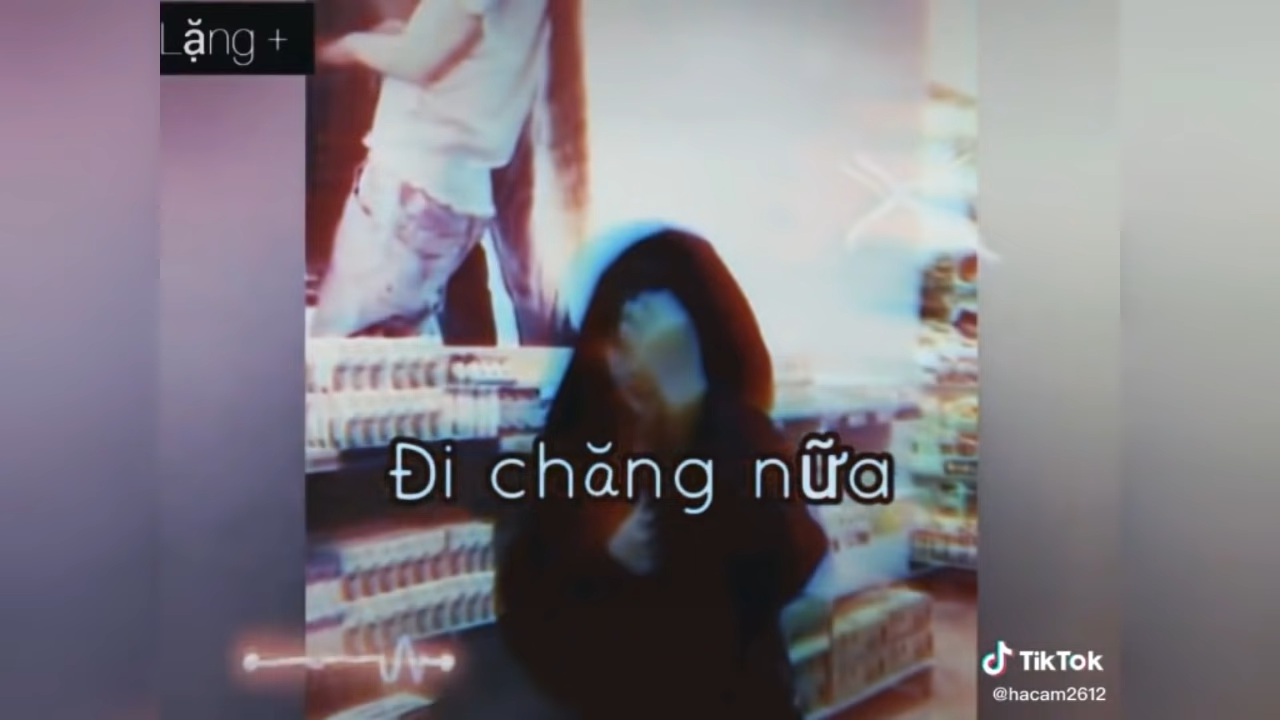 Lặng +
Đi chăng nữa
TikTok
@hacam2612